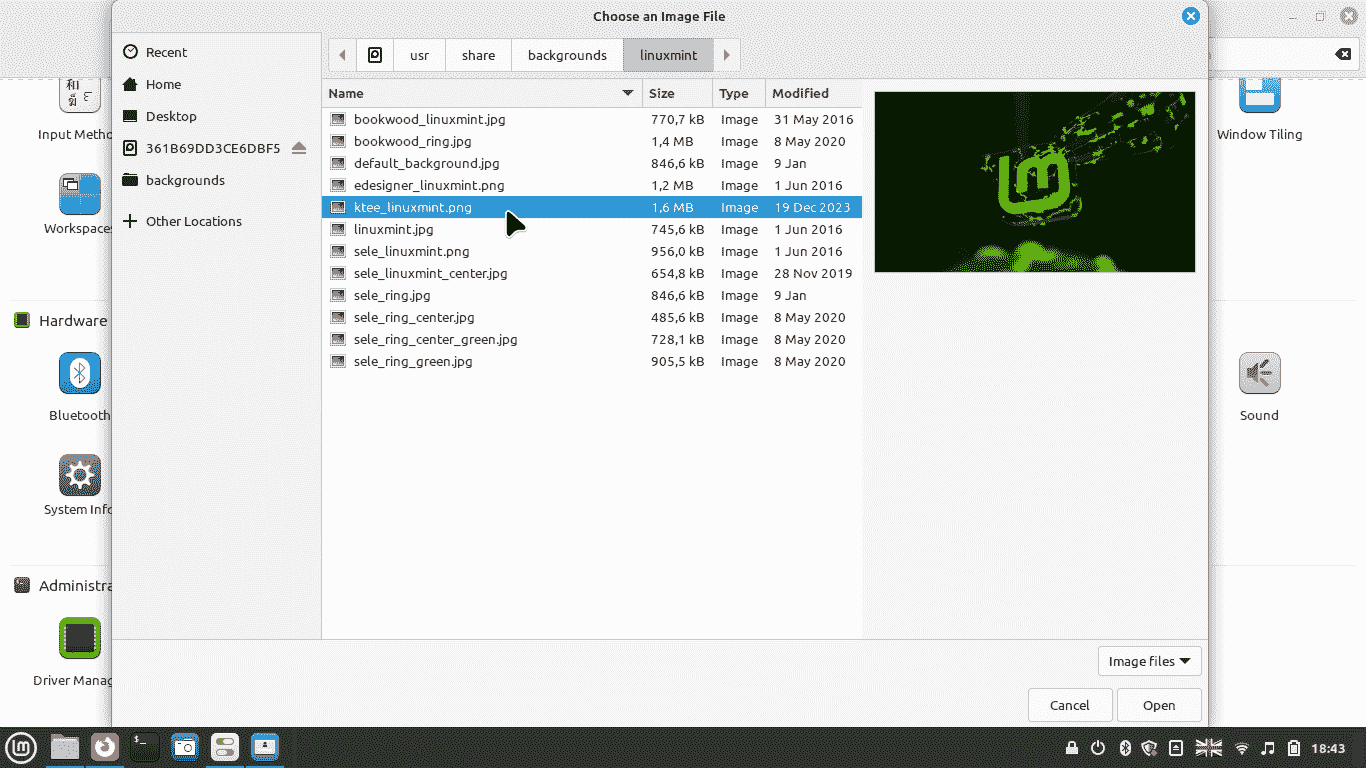 Choose an Image File
Recent
Home
Desktop
361B69DD3CE6DBF5
backgrounds
Other Locations
usr share backgrounds linuxmint
Name Size Type Modified
bookwood_linuxmint.jpg 770,7 kB Image 31 May 2016
bookwood_ring.jpg 1,4 MB Image 8 May 2020
default_background.jpg 846,6 kB Image 9 Jan
edesigner_linuxmint.png 1,2 MB Image 1 Jun 2016
ktee_linuxmint.png 1,6 MB Image 19 Dec 2023
linuxmint.jpg 745,6 kB Image 1 Jun 2016
sele_linuxmint.png 956,0 kB Image 1 Jun 2016
sele_linuxmint_center.jpg 654,8 kB Image 28 Nov 2019
sele_ring.jpg 846,6 kB Image 9 Jan
sele_ring_center.jpg 485,6 kB Image 8 May 2020
sele_ring_center_green.jpg 728,1 kB Image 8 May 2020
sele_ring_green.jpg 905,5 kB Image 8 May 2020
Image files
Cancel Open
Input Metho
Workspace
Hardware
Bluetooth
System Info
Administra
Driver Manag
Window Tiling
Sound
18:43